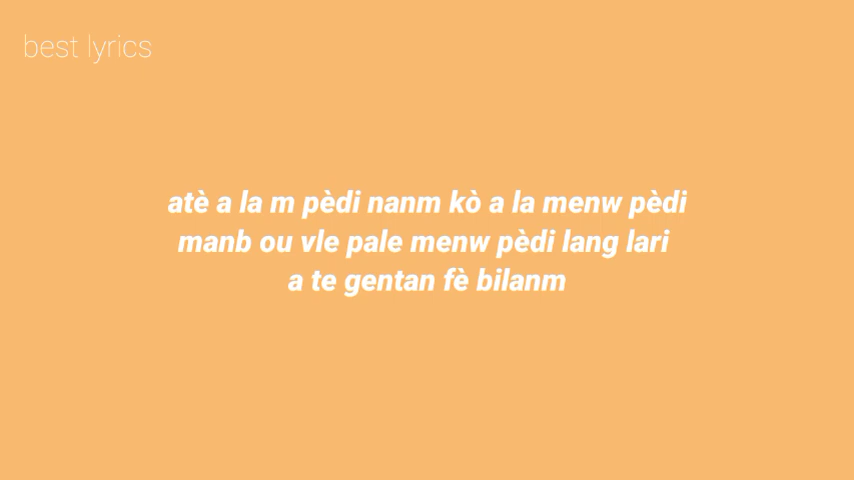 best lyrics
atè a la m pèdi nanm kò a la menw pèdi
manb ou vle pale menw pèdi lang lari
a te gentan fè bilanm